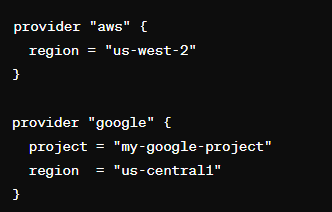 provider "aws" {
  region = "us-west-2"
}

provider "google" {
  project = "my-google-project"
  region  = "us-central1"
}